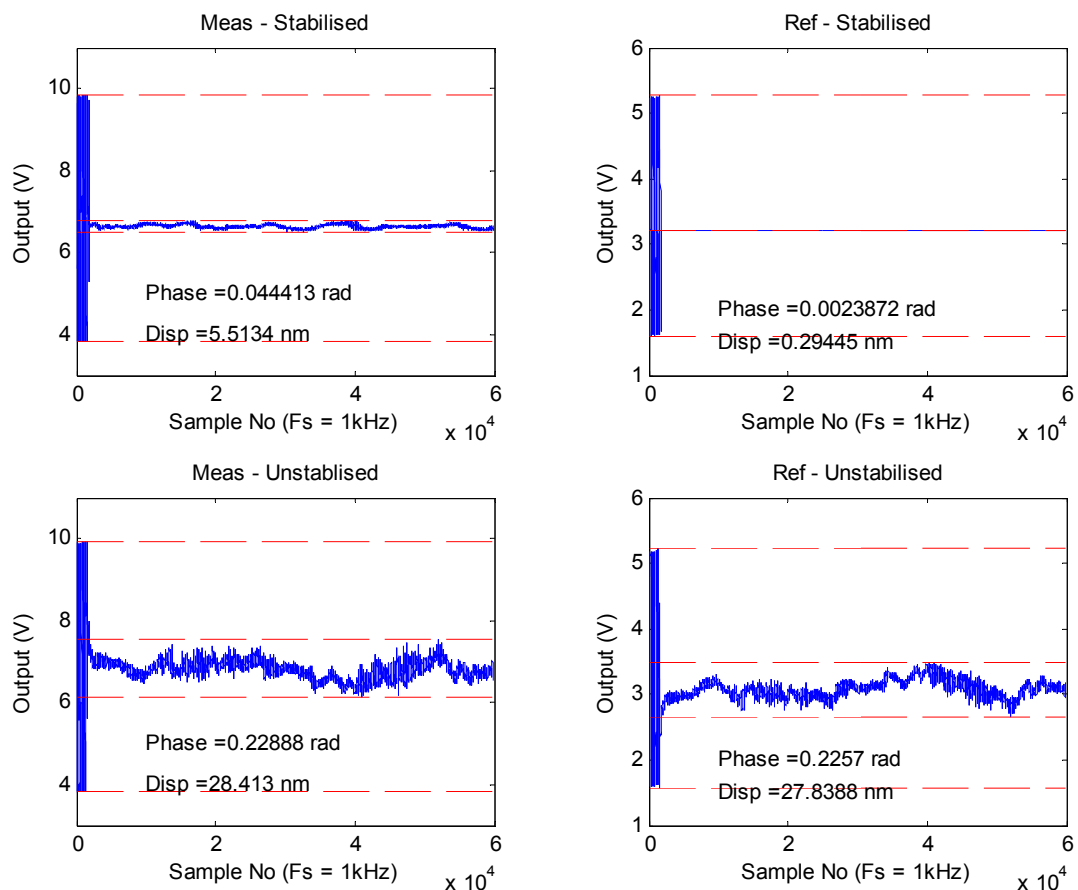 Meas - Stabilised
10
8
6
4
Output (V)
Phase =0.044413 rad
Disp =5.5134 nm
0 2 4 6
Sample No (Fs = 1kHz)
x 10^4
Ref - Stabilised
6
5
4
3
2
1
Output (V)
Phase =0.0023872 rad
Disp =0.29445 nm
0 2 4 6
Sample No (Fs = 1kHz)
x 10^4
Meas - Unstablised
10
8
6
4
Output (V)
Phase =0.22888 rad
Disp =28.413 nm
0 2 4 6
Sample No (Fs = 1kHz)
x 10^4
Ref - Unstabilised
6
5
4
3
2
1
Output (V)
Phase =0.2257 rad
Disp =27.8388 nm
0 2 4 6
Sample No (Fs = 1kHz)
x 10^4